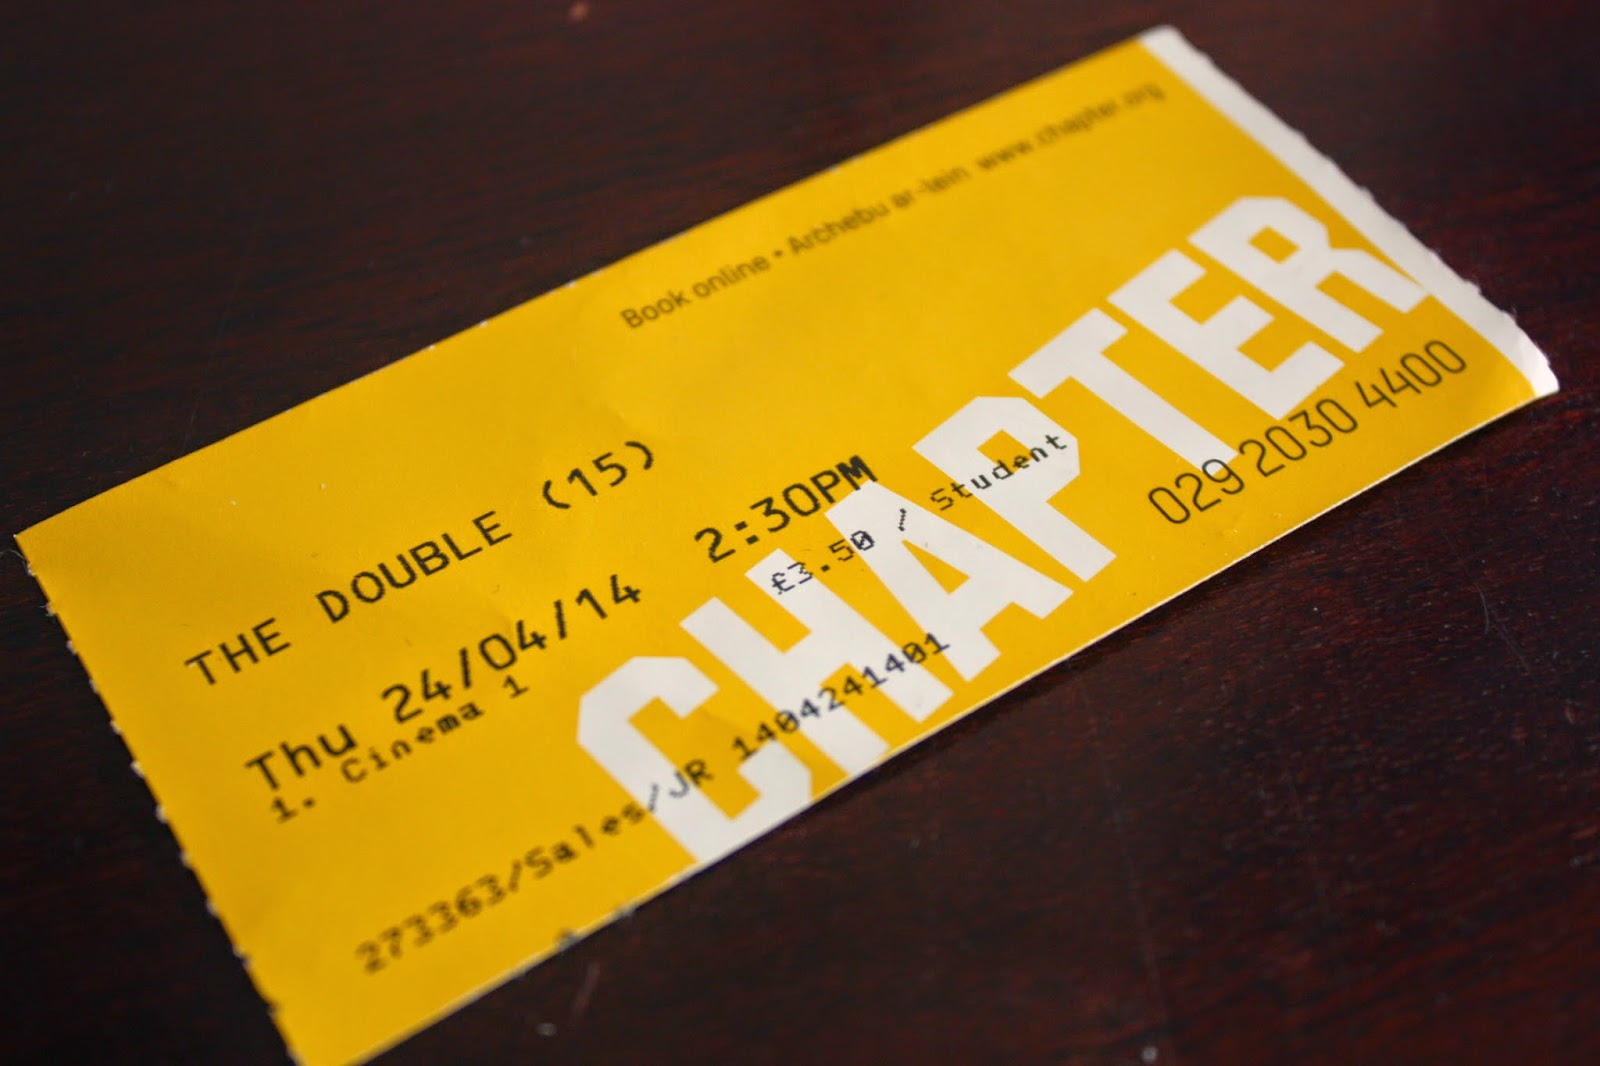 Book online • Archebu ar-lein www.chapter.org
CHAPTER
029 2030 4400
THE DOUBLE (15)
Thu 24/04/14 2:30PM
1. Cinema 1 £3.50 / Student
273363/Sales/JR 1404241401